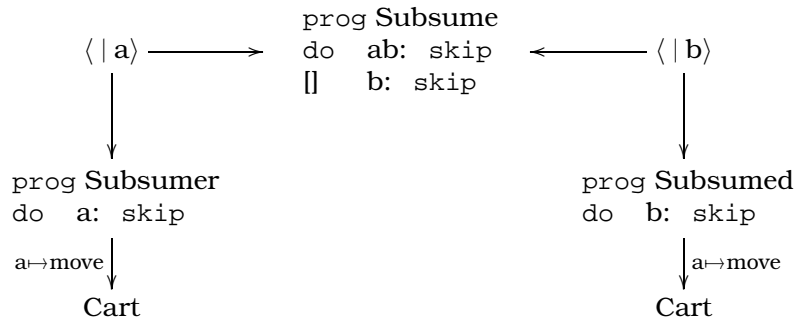 prog Subsume
⟨ | a⟩ do ab: skip ⟨ | b⟩
[] b: skip
prog Subsumer prog Subsumed
do a: skip do b: skip
a↦move a↦move
Cart Cart